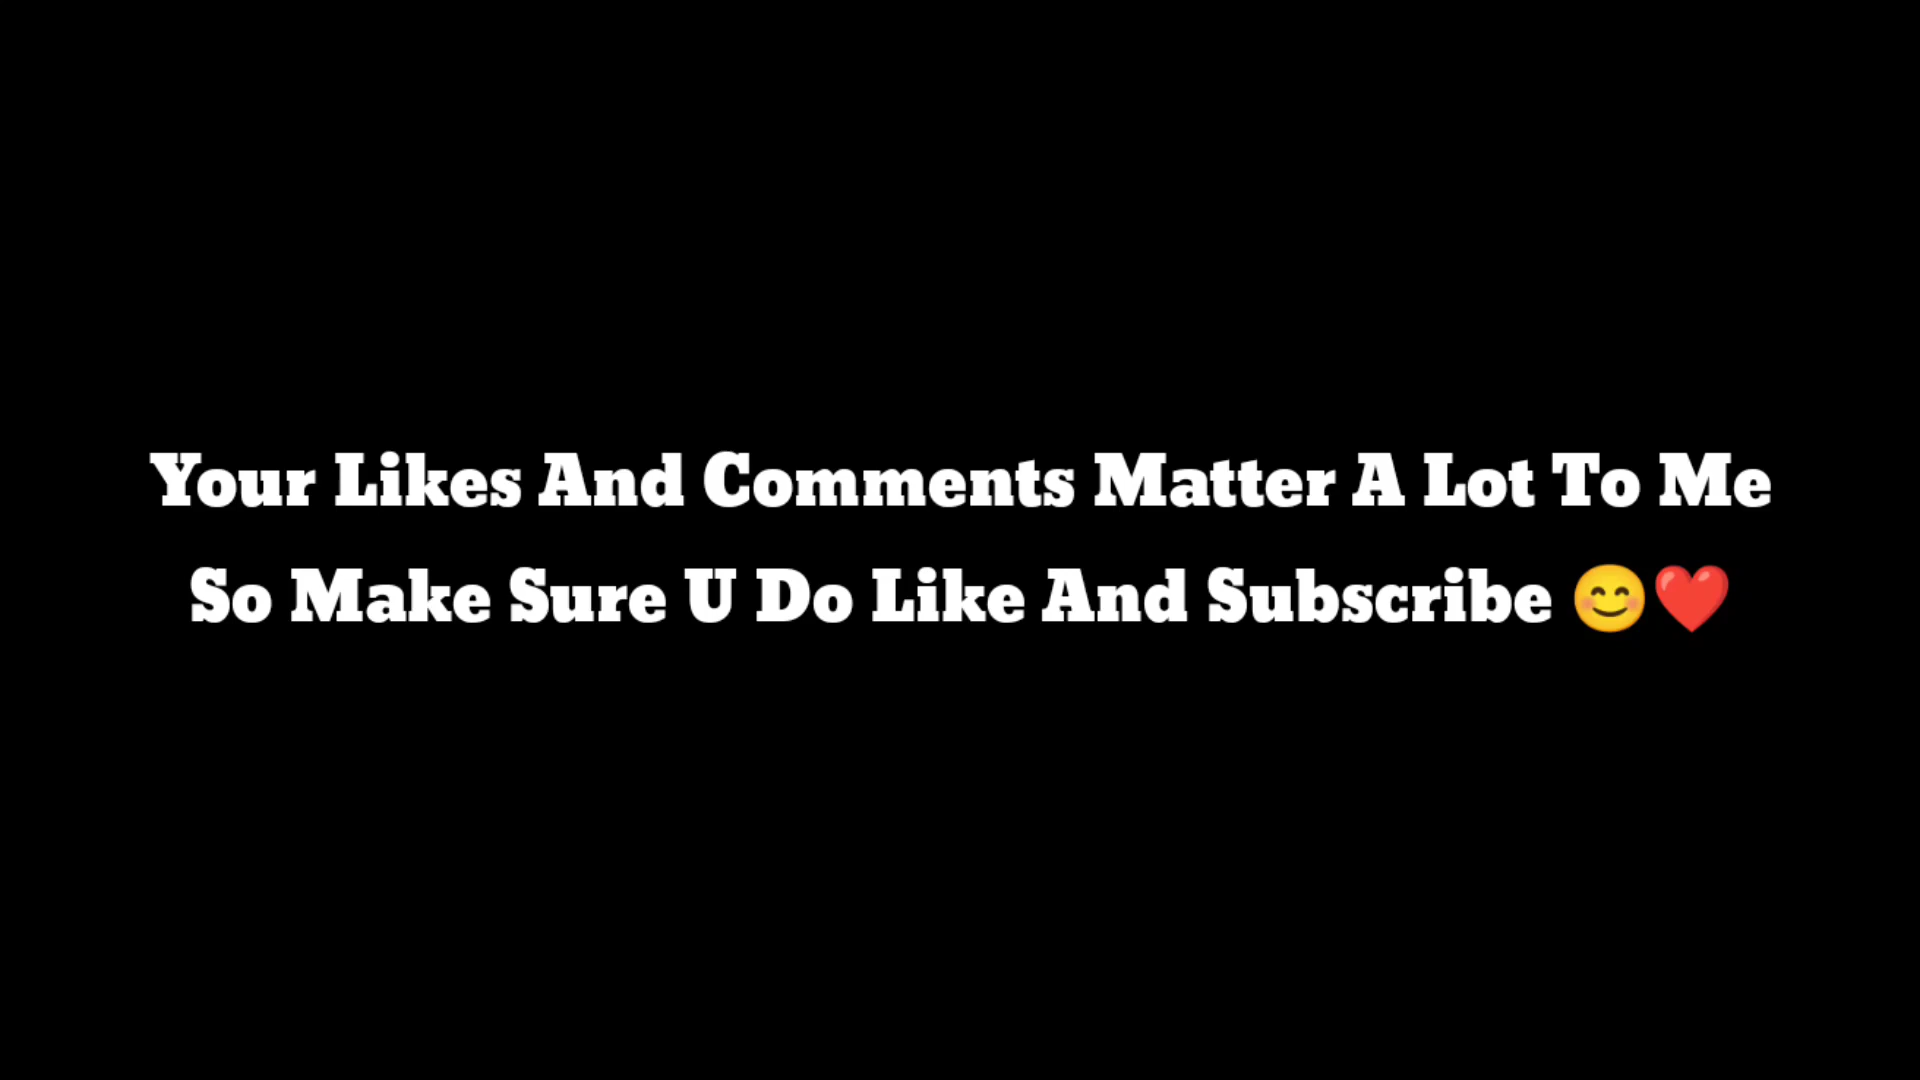 Your Likes And Comments Matter A Lot To Me
So Make Sure U Do Like And Subscribe 😊❤️